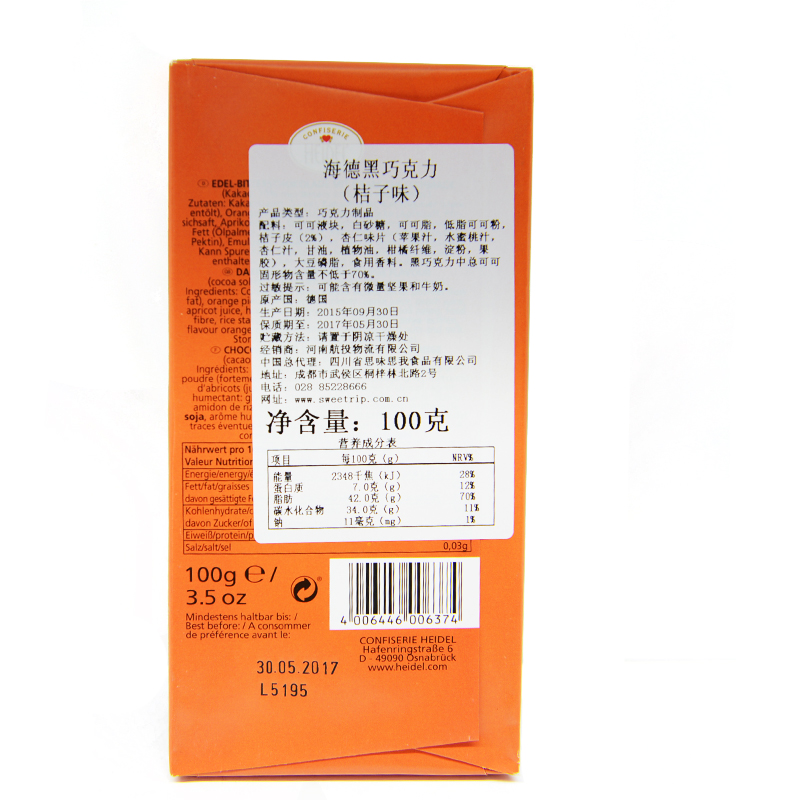 CONFISERIE
海德黑巧克力
（桔子味）
产品类型：巧克力制品
配料：可可液块，白砂糖，可可脂，低脂可可粉，
桔子皮（2%），杏仁味片（苹果汁，水蜜桃汁，
杏仁汁，甘油，植物油，柑橘纤维，淀粉，果
胶），大豆磷脂，食用香料。黑巧克力中总可可
固形物含量不低于70%。
过敏提示：可能含有微量坚果和牛奶。
原产国：德国
生产日期：2015年09月30日
保质期至：2017年05月30日
贮藏方法：请置于阴凉干燥处
经销商：河南航投物流有限公司
中国总代理：四川省思味思我食品有限公司
地址：成都市武侯区桐梓林北路2号
电话：028 85228666
网址：www.sweetrip.com.cn
净含量：100克
营养成分表
项目 每100克（g） NRV%
能量 2348千焦（kJ） 28%
蛋白质 7.0克（g） 12%
脂肪 42.0克（g） 70%
碳水化合物 34.0克（g） 11%
钠 11毫克（mg） 1%
EDEL-BIT
(Kaka
Zutaten: Kaka
entölt), Oran
sichsaft, Apriko
Fett (Ölpalme
Pektin), Emul
Kann Spure
enthalte
DA
(cocoa sol
Ingredients: Co
fat), orange pi
apricot juice, h
fibre, rice sta
flavour orange
Stor
CHOCO
(cacao
Ingrédients:
poudre (forteme
d'abricots (ju
humectant: g
amidon de riz
soja, arôme hu
traces éventue
con
Nährwert pro 1
Valeur Nutrition
Energie/energy/é
Fett/fat/graisses
davon gesättigte F
Kohlenhydrate/c
davon Zucker/of
Eiweiß/protein/p
Salz/salt/sel 0,03g
100g ℮ /
3.5 oz
Mindestens haltbar bis: /
Best before: / A consommer
de préférence avant le:
30.05.2017
L5195
4 006446 006374
CONFISERIE HEIDEL
Hafenringstraße 6
D - 49090 Osnabrück
www.heidel.com